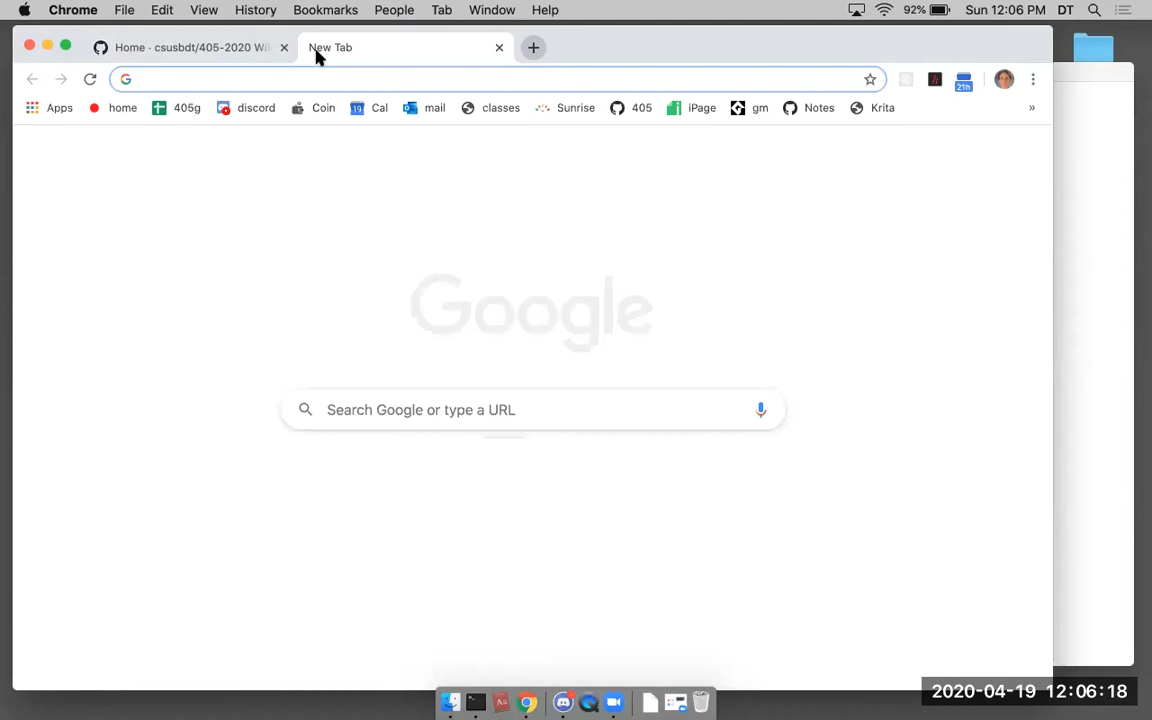 Chrome File Edit View History Bookmarks People Tab Window Help 92% Sun 12:06 PM DT
Home · csusbdt/405-2020 Wi New Tab
Apps home 405g discord Coin 19 Cal mail classes Sunrise 405 iPage gm Notes Krita »
21h
Google
Search Google or type a URL
2020-04-19 12:06:18